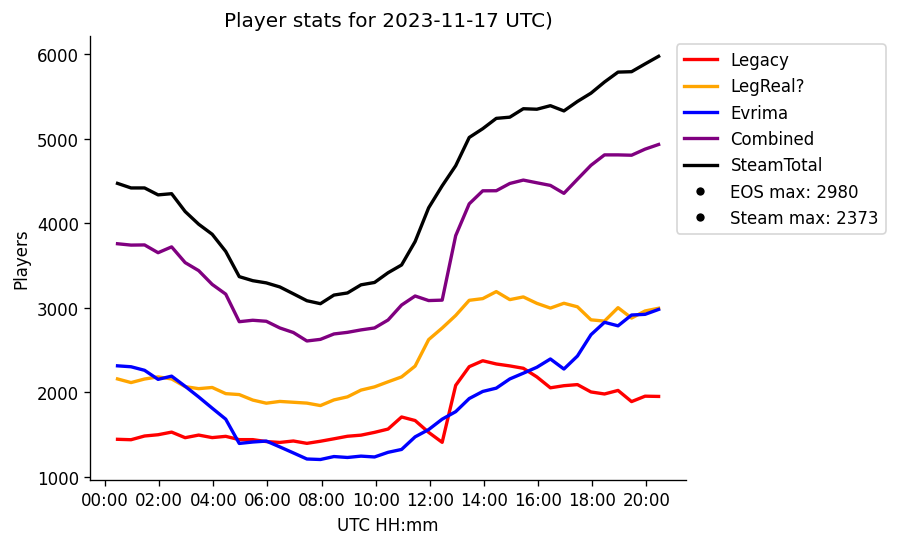 Player stats for 2023-11-17 UTC)
6000
5000
4000
3000
2000
1000
Players
00:00 02:00 04:00 06:00 08:00 10:00 12:00 14:00 16:00 18:00 20:00
UTC HH:mm
Legacy
LegReal?
Evrima
Combined
SteamTotal
EOS max: 2980
Steam max: 2373